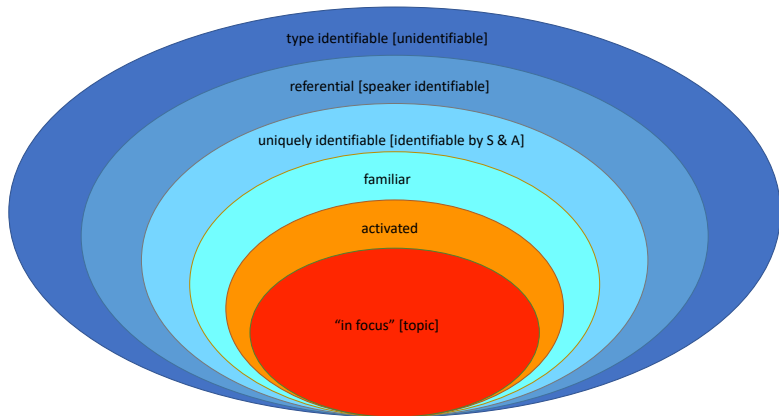 type identifiable [unidentifiable]
referential [speaker identifiable]
uniquely identifiable [identifiable by S & A]
familiar
activated
“in focus” [topic]